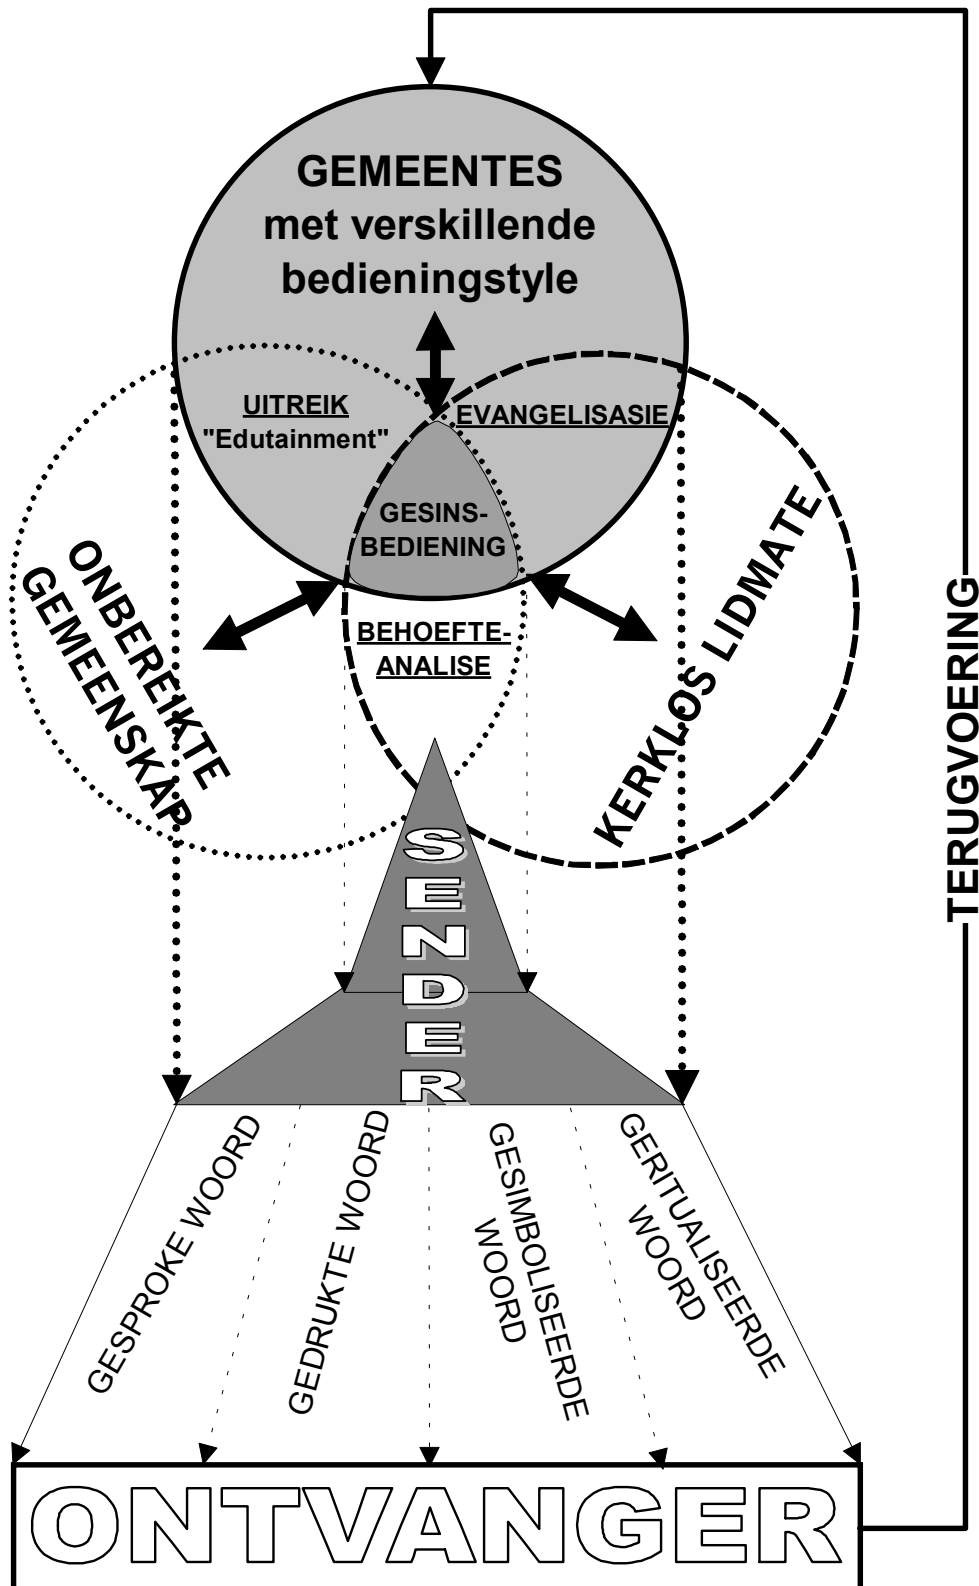 GEMEENTES
met verskillende
bedieningstyle
UITREIK
"Edutainment"
EVANGELISASIE
GESINS-
BEDIENING
ONBEREIKTE
GEMEENSKAP
KERKLOS LIDMATE
BEHOEFTE-
ANALISE
TERUGVOERING
SENDER
GESPROKE WOORD
GEDRUKTE WOORD
GESIMBOLISEERDE
WOORD
GERITUALISEERDE
WOORD
ONTVANGER